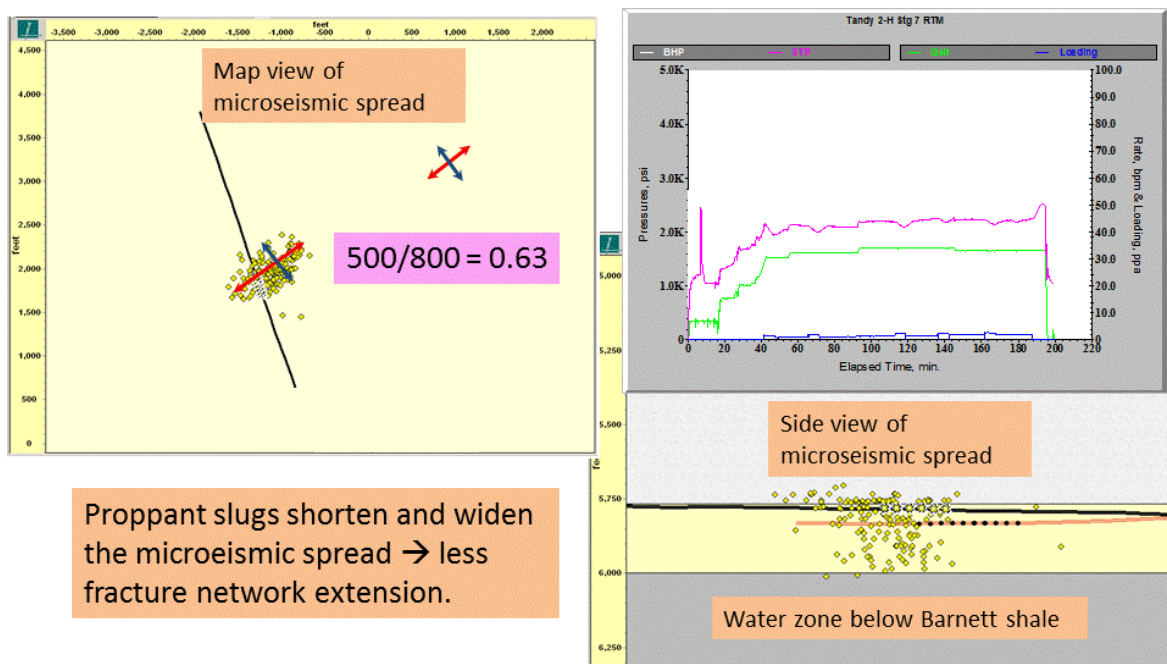 feet
-3,500 -3,000 -2,500 -2,000 -1,500 -1,000 -500 0 500 1,000 1,500 2,000
4,500
4,000
3,500
3,000
2,500
feet
2,000
1,500
1,000
500
0
Map view of
microseismic spread
500/800 = 0.63
Proppant slugs shorten and widen
the microeismic spread → less
fracture network extension.
Tandy 2-H Stg 7 RTM
BHP STP Loading
5.0K
4.0K
3.0K
2.0K
1.0K
0
Pressures, psi
100.0
90.0
80.0
70.0
60.0
50.0
40.0
30.0
20.0
10.0
0.0
Rate, bpm & Loading, ppa
0 20 40 60 80 100 120 140 160 180 200 220
Elapsed Time, min.
5,000
5,250
5,500
5,750
6,000
6,250
Side view of
microseismic spread
Water zone below Barnett shale